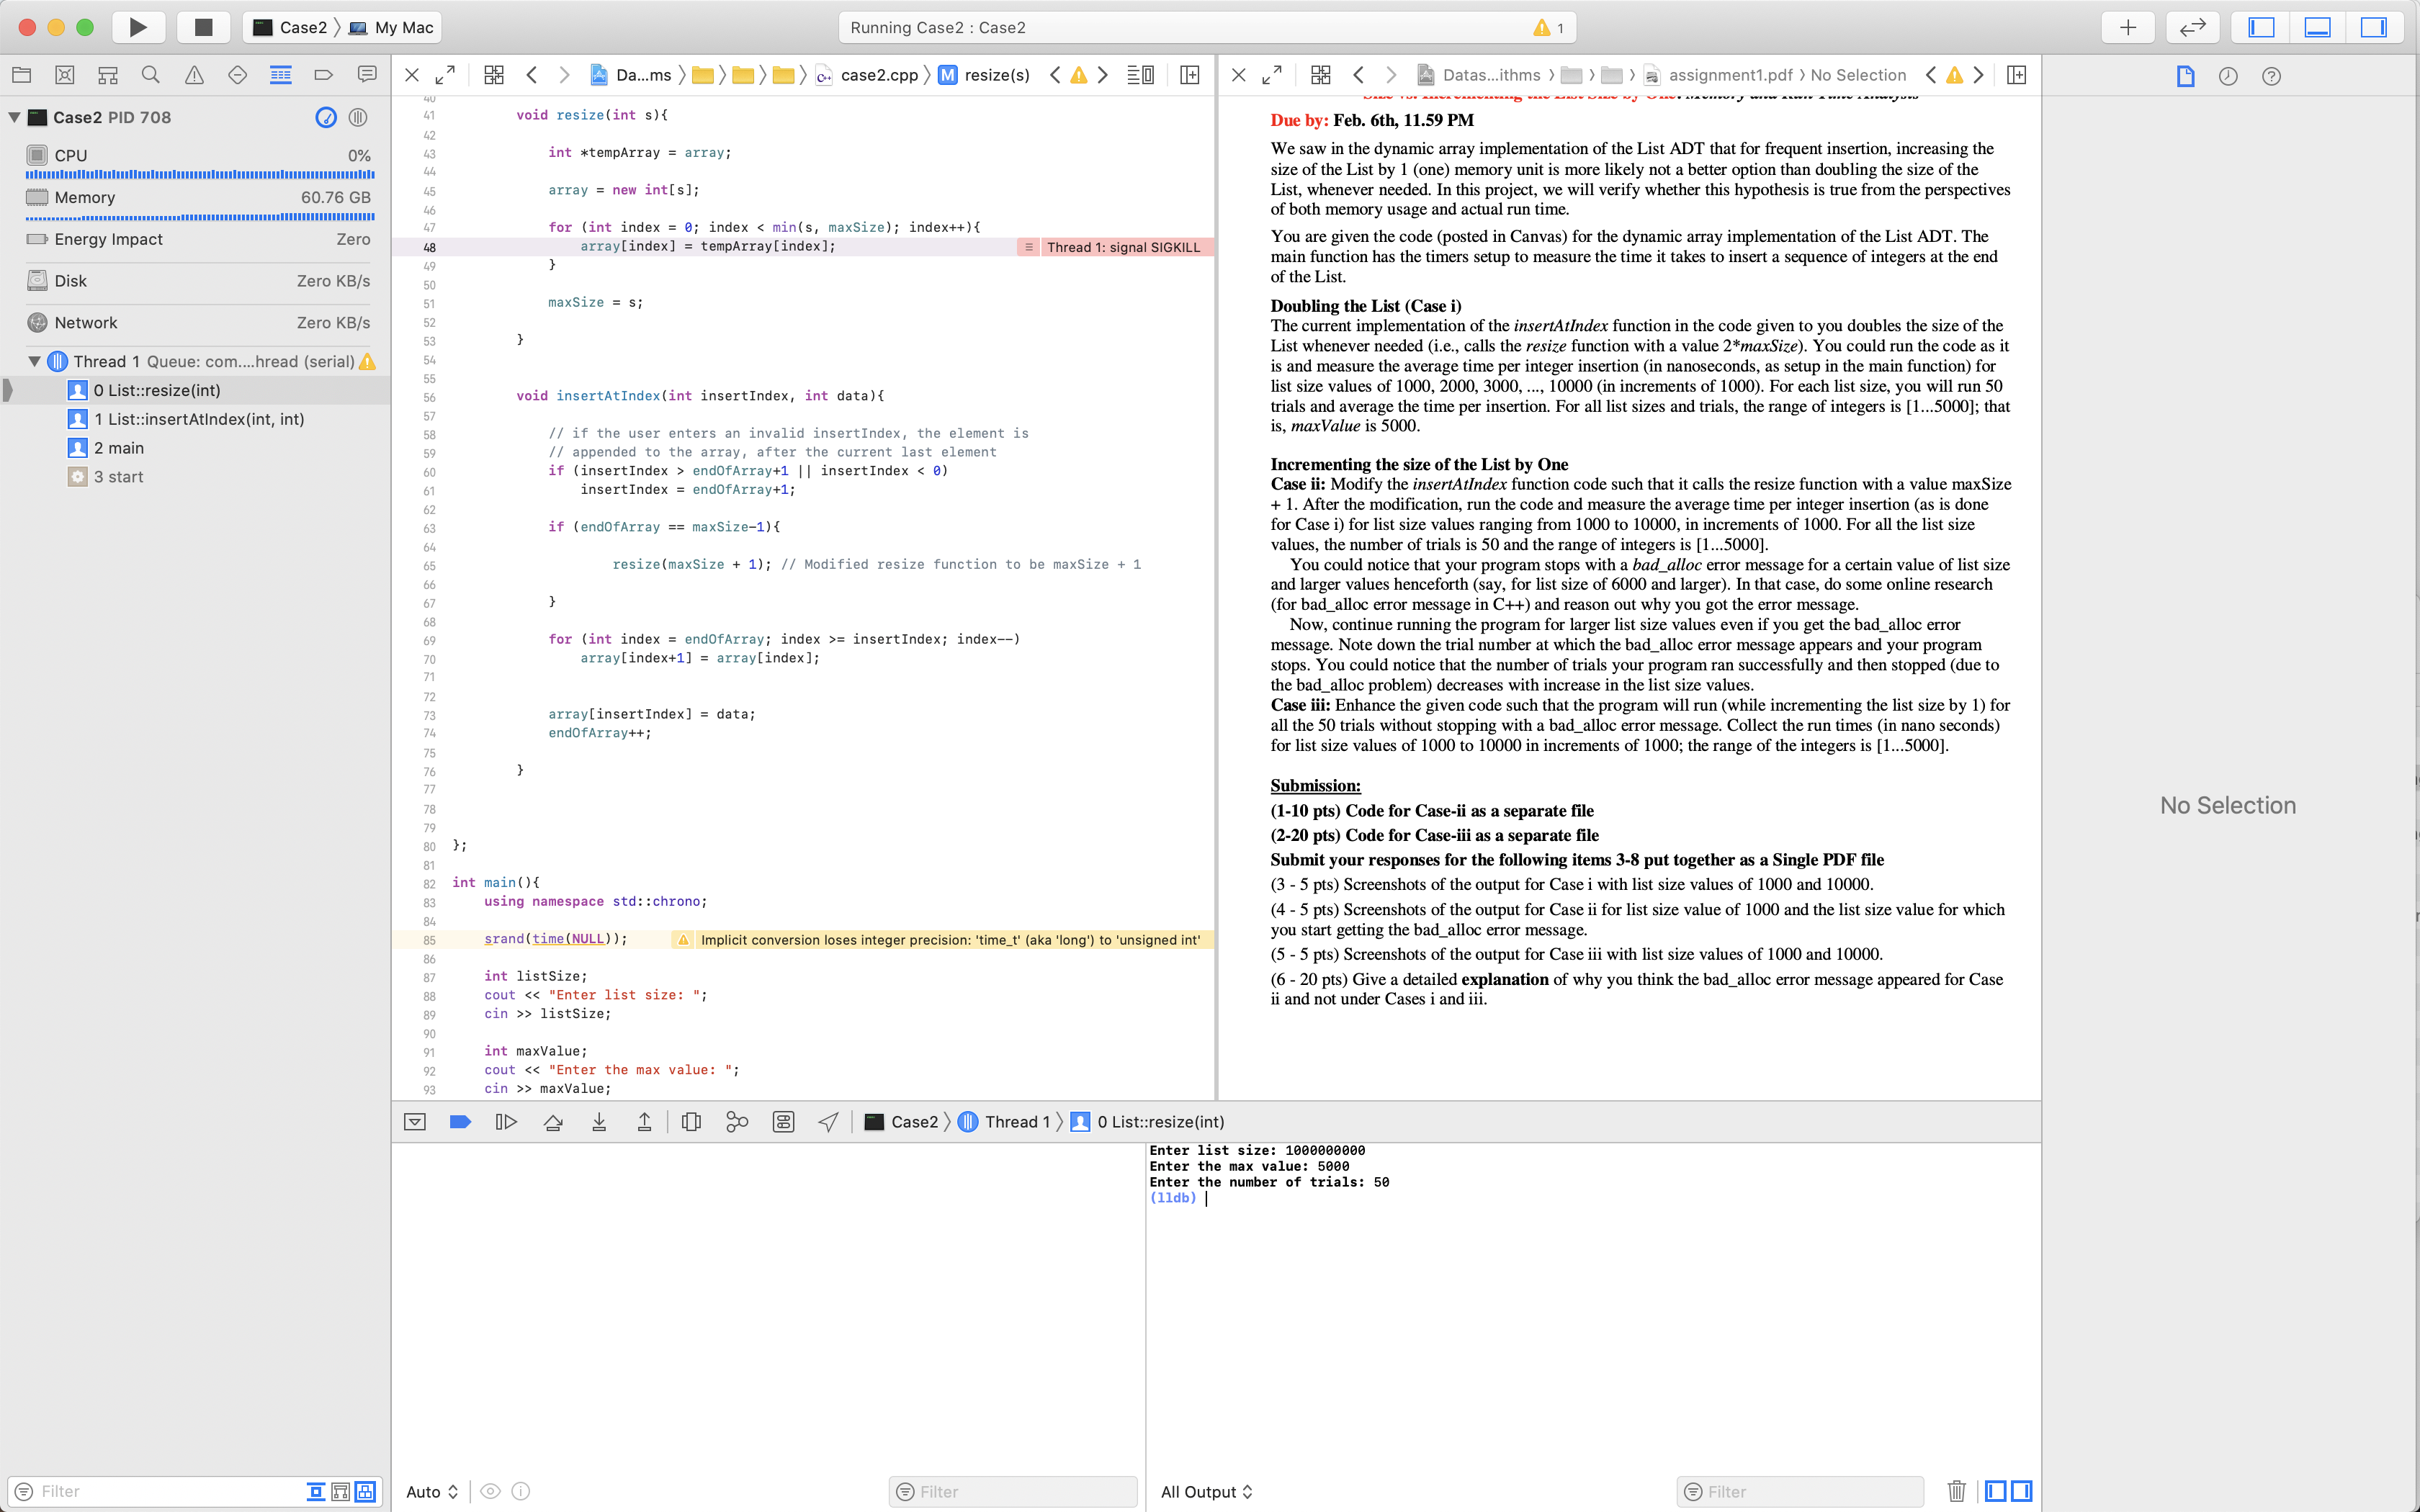 Case2 〉 My Mac
Running Case2 : Case2
1
Da...ms 〉 〉 〉 〉 case2.cpp 〉 M resize(s)
Datas...ithms 〉 〉 〉 assignment1.pdf 〉 No Selection
Case2 PID 708
CPU 0%
Memory 60.76 GB
Energy Impact Zero
Disk Zero KB/s
Network Zero KB/s
Thread 1 Queue: com....hread (serial)
0 List::resize(int)
1 List::insertAtIndex(int, int)
2 main
3 start
Filter
40
41 void resize(int s){
42
43 int *tempArray = array;
44
45 array = new int[s];
46
47 for (int index = 0; index < min(s, maxSize); index++){
48 array[index] = tempArray[index]; Thread 1: signal SIGKILL
49 }
50
51 maxSize = s;
52
53 }
54
55
56 void insertAtIndex(int insertIndex, int data){
57
58 // if the user enters an invalid insertIndex, the element is
59 // appended to the array, after the current last element
60 if (insertIndex > endOfArray+1 || insertIndex < 0)
61 insertIndex = endOfArray+1;
62
63 if (endOfArray == maxSize-1){
64
65 resize(maxSize + 1); // Modified resize function to be maxSize + 1
66
67 }
68
69 for (int index = endOfArray; index >= insertIndex; index--)
70 array[index+1] = array[index];
71
72
73 array[insertIndex] = data;
74 endOfArray++;
75
76 }
77
78
79
80 };
81
82 int main(){
83 using namespace std::chrono;
84
85 srand(time(NULL)); Implicit conversion loses integer precision: 'time_t' (aka 'long') to 'unsigned int'
86
87 int listSize;
88 cout << "Enter list size: ";
89 cin >> listSize;
90
91 int maxValue;
92 cout << "Enter the max value: ";
93 cin >> maxValue;
Size vs. Incrementing the List Size by One: Memory and Run Time Analysis
Due by: Feb. 6th, 11.59 PM
We saw in the dynamic array implementation of the List ADT that for frequent insertion, increasing the
size of the List by 1 (one) memory unit is more likely not a better option than doubling the size of the
List, whenever needed. In this project, we will verify whether this hypothesis is true from the perspectives
of both memory usage and actual run time.
You are given the code (posted in Canvas) for the dynamic array implementation of the List ADT. The
main function has the timers setup to measure the time it takes to insert a sequence of integers at the end
of the List.
Doubling the List (Case i)
The current implementation of the insertAtIndex function in the code given to you doubles the size of the
List whenever needed (i.e., calls the resize function with a value 2*maxSize). You could run the code as it
is and measure the average time per integer insertion (in nanoseconds, as setup in the main function) for
list size values of 1000, 2000, 3000, ..., 10000 (in increments of 1000). For each list size, you will run 50
trials and average the time per insertion. For all list sizes and trials, the range of integers is [1...5000]; that
is, maxValue is 5000.
Incrementing the size of the List by One
Case ii: Modify the insertAtIndex function code such that it calls the resize function with a value maxSize
+ 1. After the modification, run the code and measure the average time per integer insertion (as is done
for Case i) for list size values ranging from 1000 to 10000, in increments of 1000. For all the list size
values, the number of trials is 50 and the range of integers is [1...5000].
You could notice that your program stops with a bad_alloc error message for a certain value of list size
and larger values henceforth (say, for list size of 6000 and larger). In that case, do some online research
(for bad_alloc error message in C++) and reason out why you got the error message.
Now, continue running the program for larger list size values even if you get the bad_alloc error
message. Note down the trial number at which the bad_alloc error message appears and your program
stops. You could notice that the number of trials your program ran successfully and then stopped (due to
the bad_alloc problem) decreases with increase in the list size values.
Case iii: Enhance the given code such that the program will run (while incrementing the list size by 1) for
all the 50 trials without stopping with a bad_alloc error message. Collect the run times (in nano seconds)
for list size values of 1000 to 10000 in increments of 1000; the range of the integers is [1...5000].
Submission:
(1-10 pts) Code for Case-ii as a separate file
(2-20 pts) Code for Case-iii as a separate file
Submit your responses for the following items 3-8 put together as a Single PDF file
(3 - 5 pts) Screenshots of the output for Case i with list size values of 1000 and 10000.
(4 - 5 pts) Screenshots of the output for Case ii for list size value of 1000 and the list size value for which
you start getting the bad_alloc error message.
(5 - 5 pts) Screenshots of the output for Case iii with list size values of 1000 and 10000.
(6 - 20 pts) Give a detailed explanation of why you think the bad_alloc error message appeared for Case
ii and not under Cases i and iii.
No Selection
Case2 〉 Thread 1 〉 0 List::resize(int)
Enter list size: 1000000000
Enter the max value: 5000
Enter the number of trials: 50
(lldb)
Auto
Filter
All Output
Filter